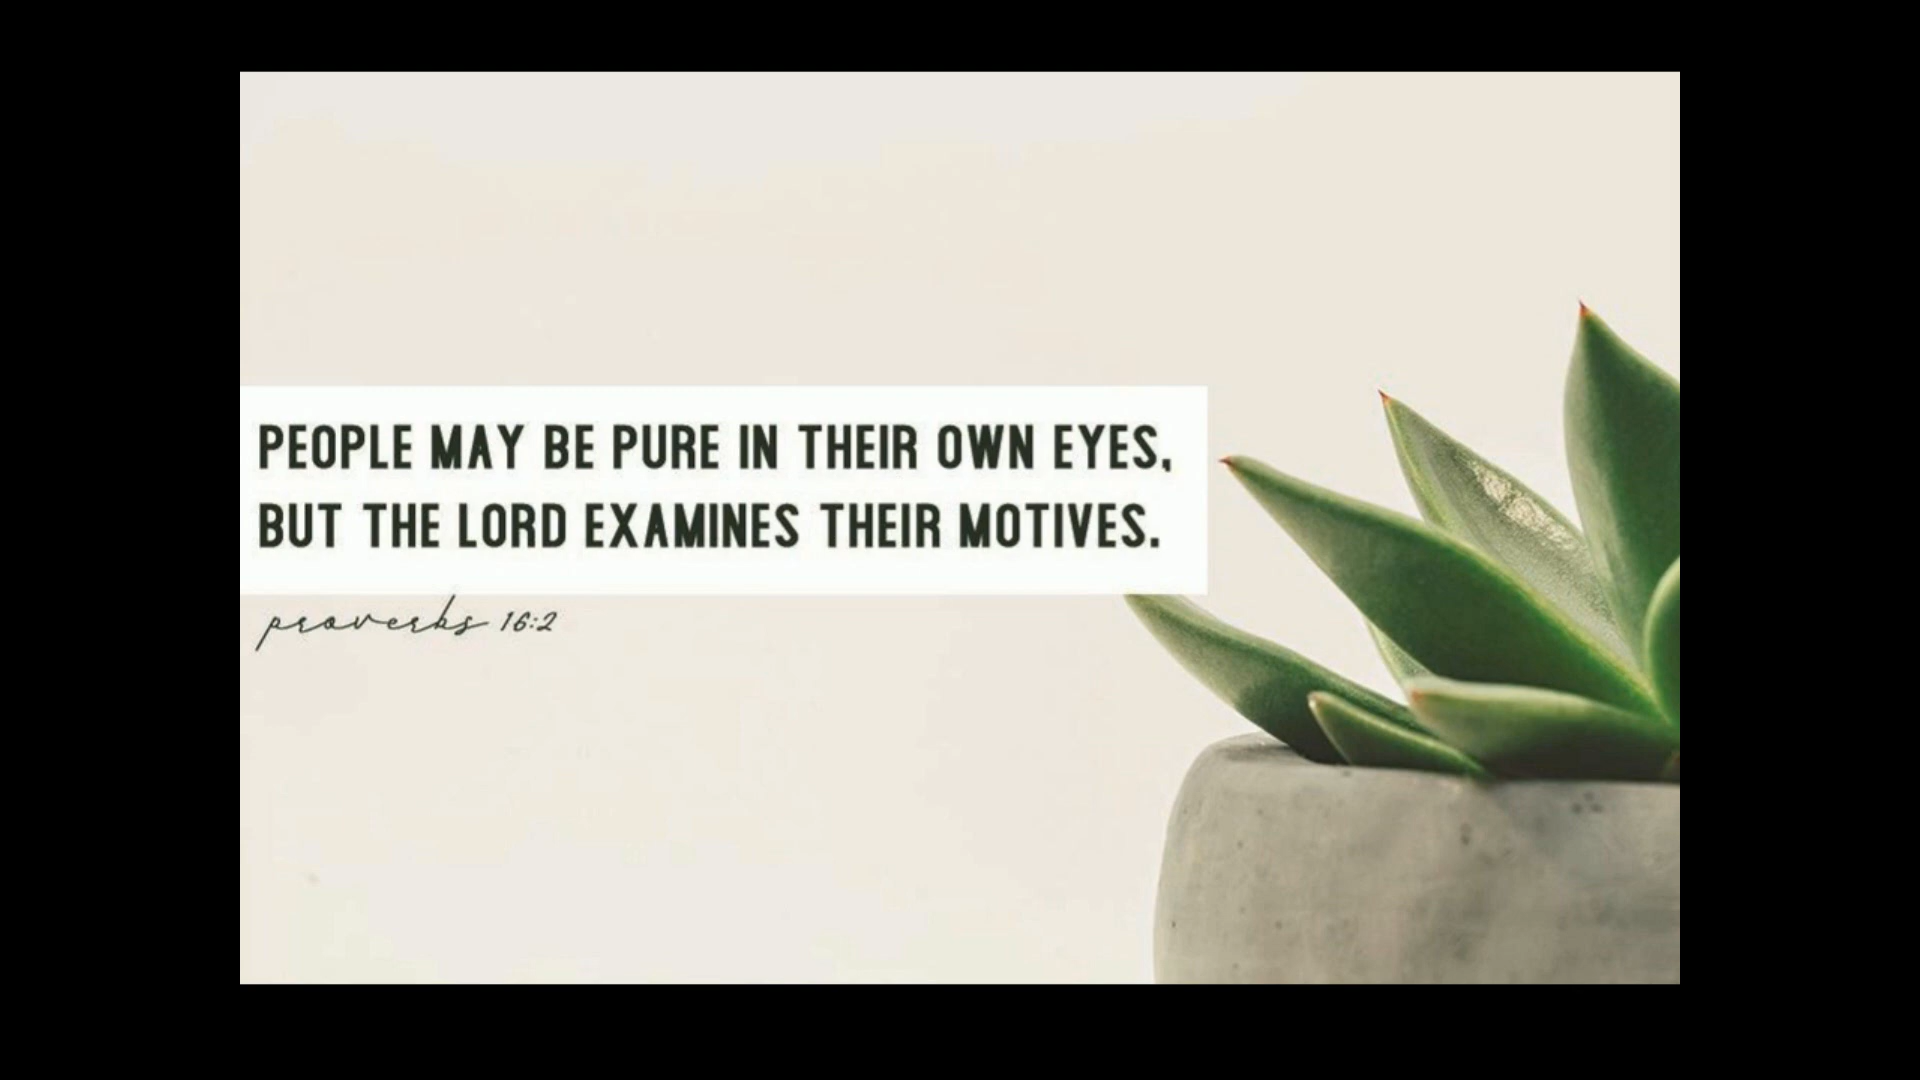 PEOPLE MAY BE PURE IN THEIR OWN EYES,
BUT THE LORD EXAMINES THEIR MOTIVES.
proverbs 16:2